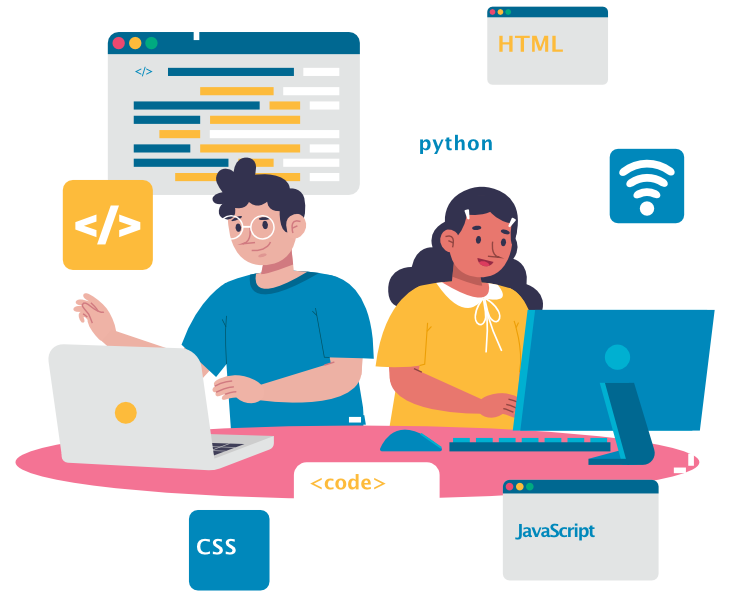 HTML
</>
python
</>
<code>
JavaScript
CSS